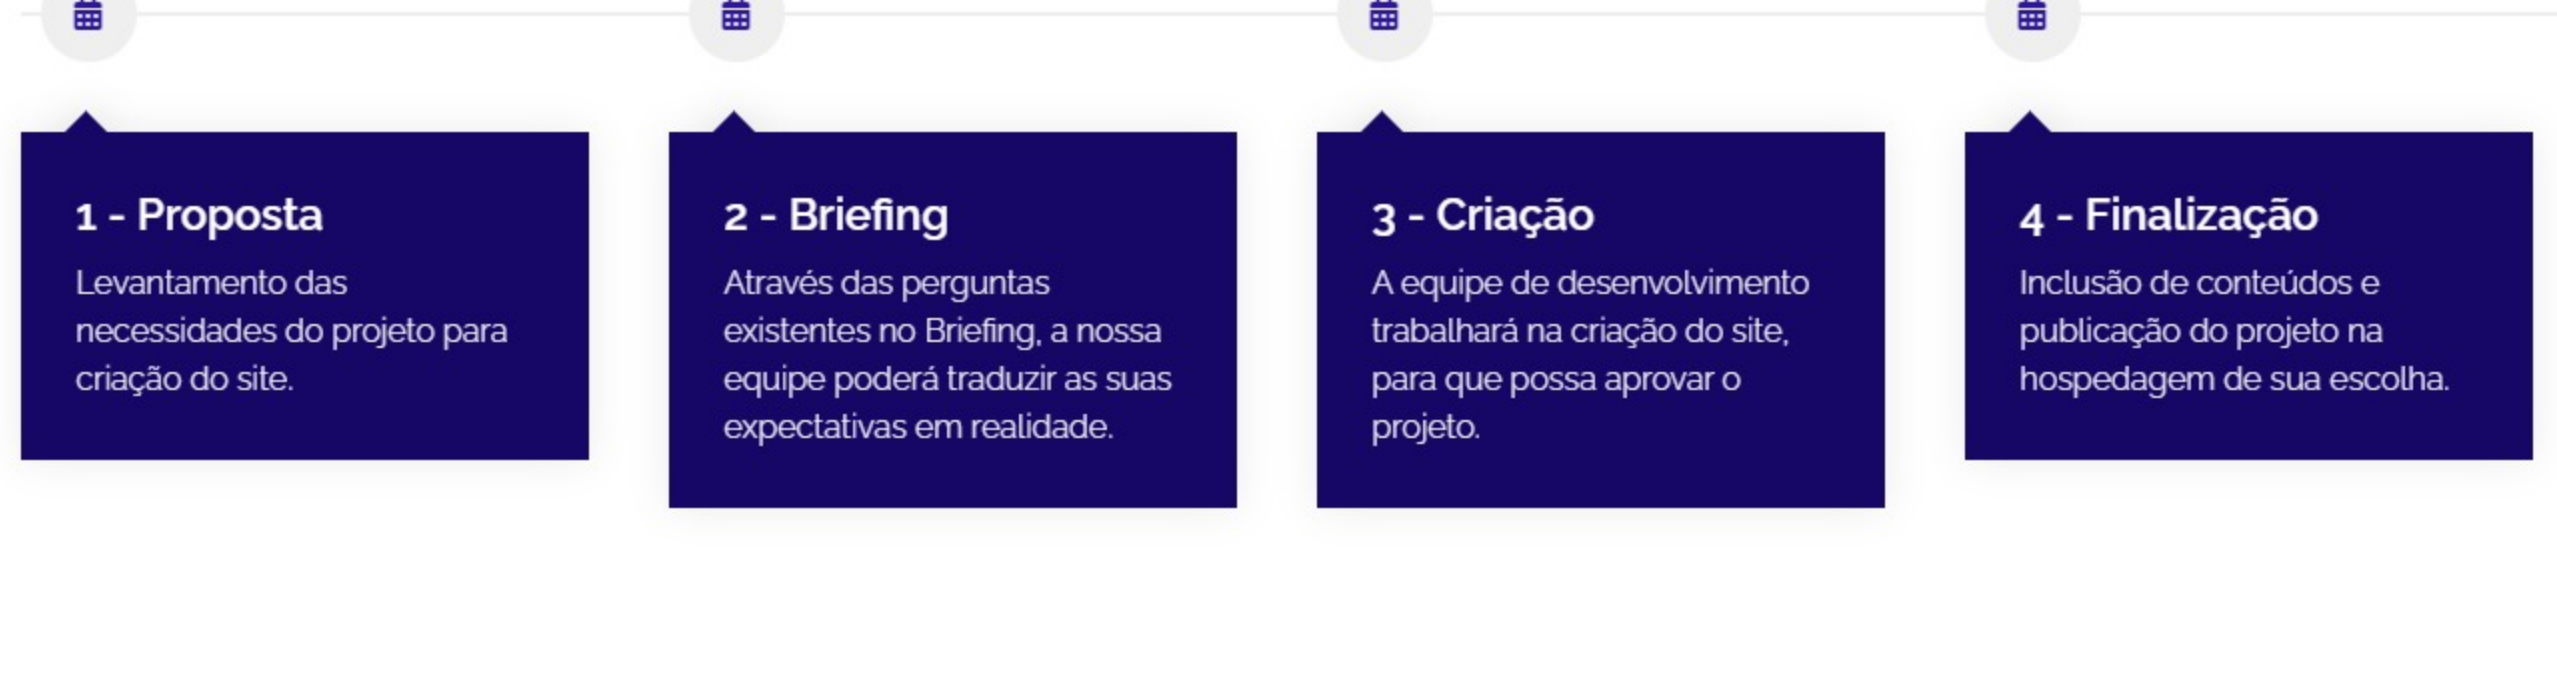 1 - Proposta
Levantamento das
necessidades do projeto para
criação do site.
2 - Briefing
Através das perguntas
existentes no Briefing, a nossa
equipe poderá traduzir as suas
expectativas em realidade.
3 - Criação
A equipe de desenvolvimento
trabalhará na criação do site,
para que possa aprovar o
projeto.
4 - Finalização
Inclusão de conteúdos e
publicação do projeto na
hospedagem de sua escolha.